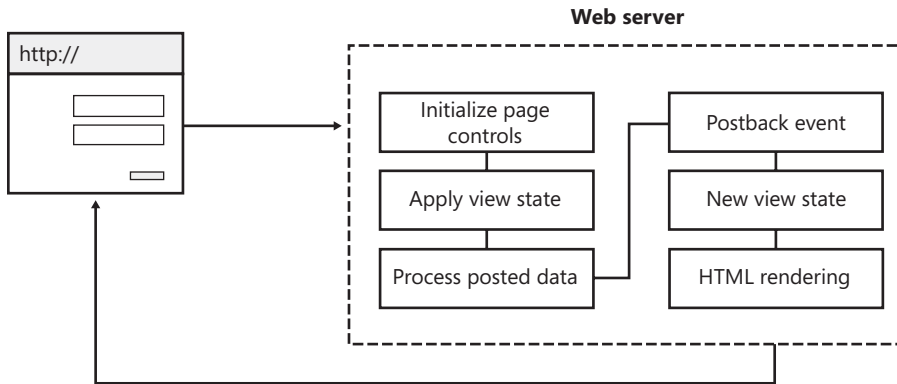 Web server
http://
Initialize page
controls
Apply view state
Process posted data
Postback event
New view state
HTML rendering